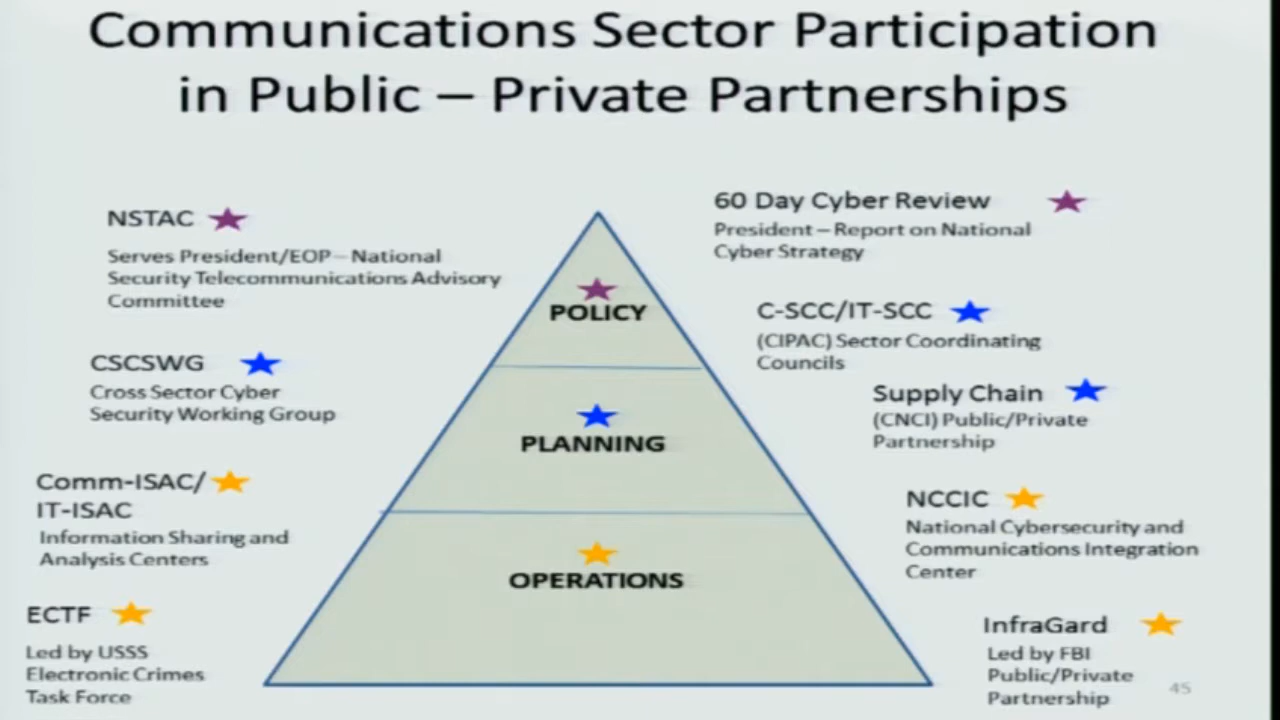 Communications Sector Participation
in Public – Private Partnerships
NSTAC
Serves President/EOP – National
Security Telecommunications Advisory
Committee
60 Day Cyber Review
President – Report on National
Cyber Strategy
POLICY
C-SCC/IT-SCC
(CIPAC) Sector Coordinating
Councils
CSCSWG
Cross Sector Cyber
Security Working Group
Supply Chain
(CNCI) Public/Private
Partnership
PLANNING
Comm-ISAC/
IT-ISAC
Information Sharing and
Analysis Centers
NCCIC
National Cybersecurity and
Communications Integration
Center
OPERATIONS
ECTF
Led by USSS
Electronic Crimes
Task Force
InfraGard
Led by FBI
Public/Private
Partnership
45